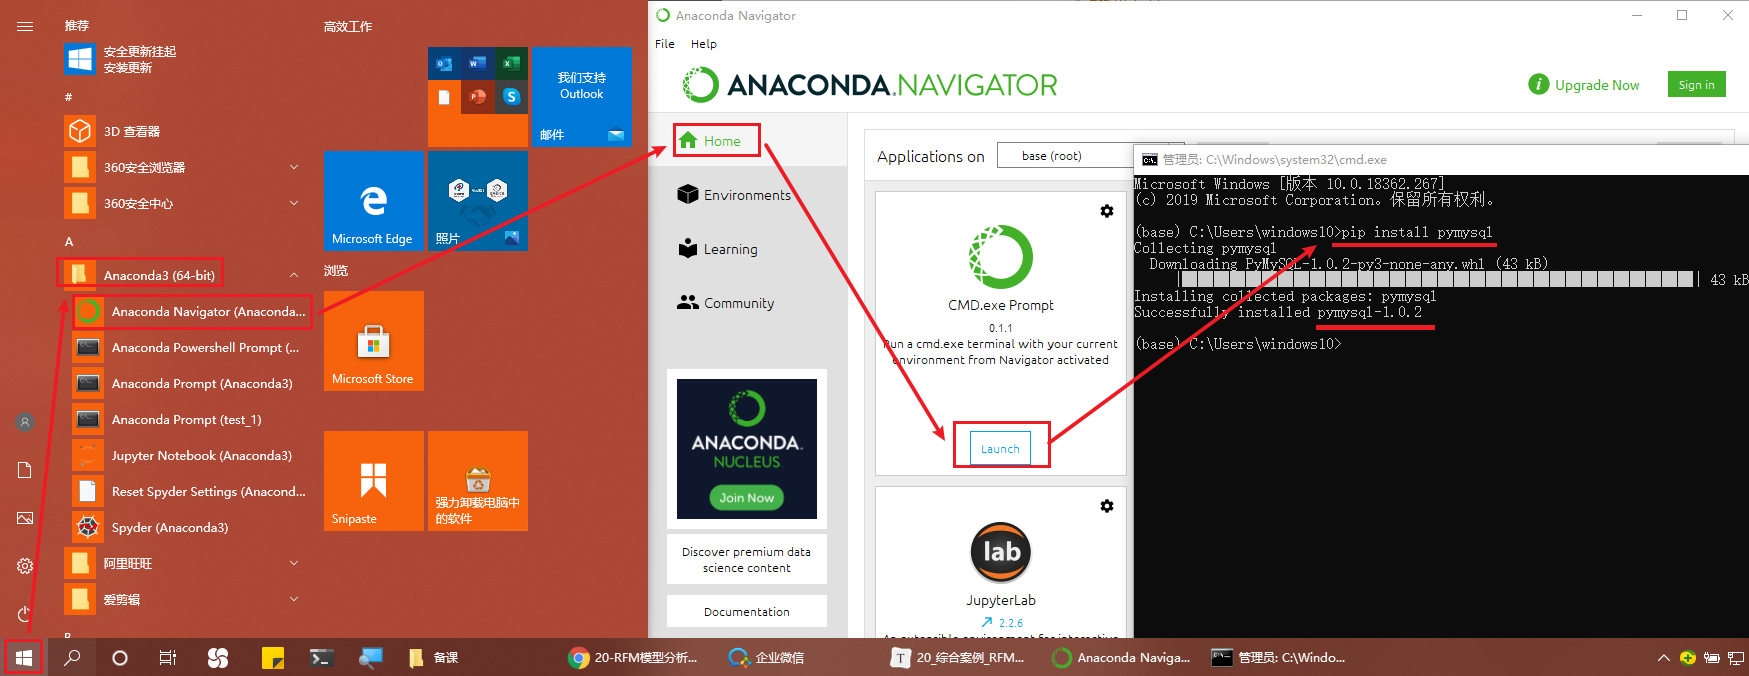 推荐
安全更新挂起
安装更新
#
3D 查看器
360安全浏览器
360安全中心
A
Anaconda3 (64-bit)
Anaconda Navigator (Anaconda...
Anaconda Powershell Prompt (...
Anaconda Prompt (Anaconda3)
Anaconda Prompt (test_1)
Jupyter Notebook (Anaconda3)
Reset Spyder Settings (Anacond...
Spyder (Anaconda3)
阿里旺旺
爱剪辑
高效工作
我们支持
Outlook
邮件
Microsoft Edge
照片
浏览
Microsoft Store
Snipaste
强力卸载电脑中
的软件
Anaconda Navigator
File Help
ANACONDA.NAVIGATOR
Upgrade Now
Sign in
Home
Environments
Learning
Community
ANACONDA.
NUCLEUS
Join Now
Discover premium data
science content
Documentation
Applications on
base (root)
CMD.exe Prompt
0.1.1
Run a cmd.exe terminal with your current
environment from Navigator activated
Launch
lab
JupyterLab
2.2.6
An extensible environment for interactive
管理员: C:\Windows\system32\cmd.exe
Microsoft Windows [版本 10.0.18362.267]
(c) 2019 Microsoft Corporation。保留所有权利。
(base) C:\Users\windows10>pip install pymysql
Collecting pymysql
Downloading PyMySQL-1.0.2-py3-none-any.whl (43 kB)
| 43 kB
Installing collected packages: pymysql
Successfully installed pymysql-1.0.2
(base) C:\Users\windows10>
备课
20-RFM模型分析...
企业微信
20_综合案例_RFM...
Anaconda Naviga...
管理员: C:\Windo...